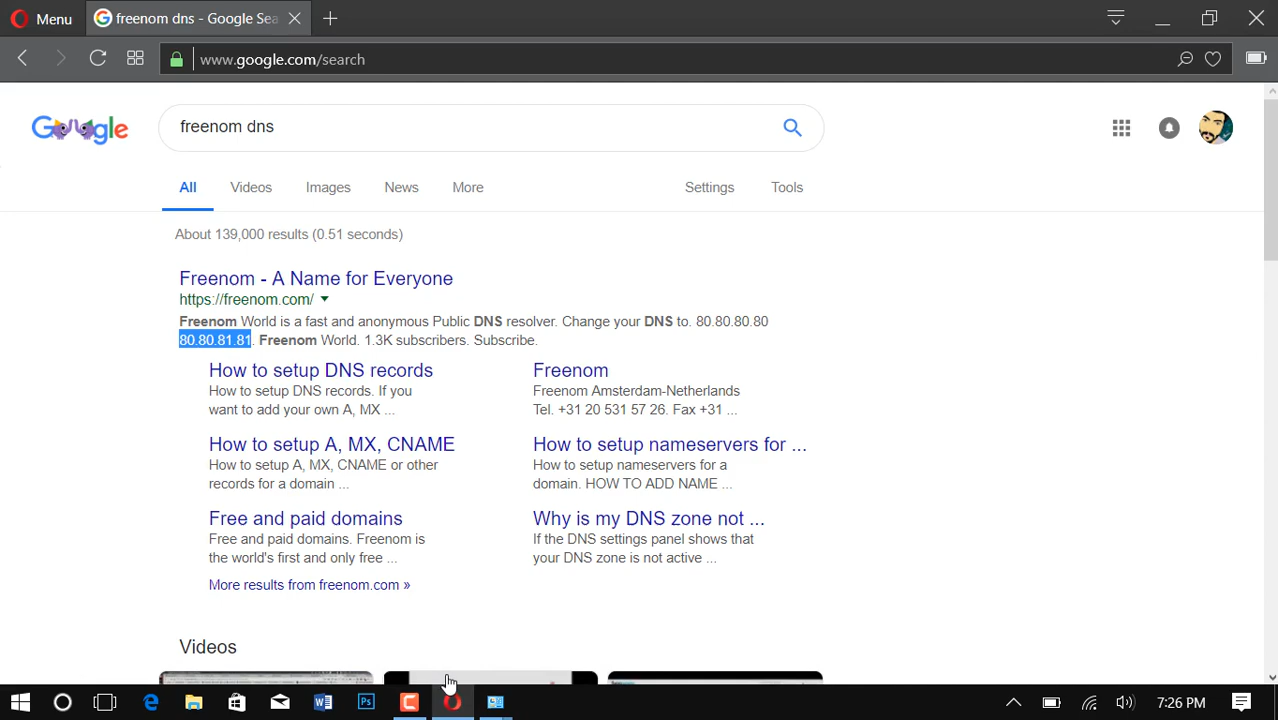 Menu
freenom dns - Google Sea
www.google.com/search
Google
freenom dns
All Videos Images News More Settings Tools
About 139,000 results (0.51 seconds)
Freenom - A Name for Everyone
https://freenom.com/
Freenom World is a fast and anonymous Public DNS resolver. Change your DNS to. 80.80.80.80
80.80.81.81. Freenom World. 1.3K subscribers. Subscribe.
How to setup DNS records
How to setup DNS records. If you
want to add your own A, MX ...
Freenom
Freenom Amsterdam-Netherlands
Tel. +31 20 531 57 26. Fax +31 ...
How to setup A, MX, CNAME
How to setup A, MX, CNAME or other
records for a domain ...
How to setup nameservers for ...
How to setup nameservers for a
domain. HOW TO ADD NAME ...
Free and paid domains
Free and paid domains. Freenom is
the world's first and only free ...
Why is my DNS zone not ...
If the DNS settings panel shows that
your DNS zone is not active ...
More results from freenom.com »
Videos
7:26 PM